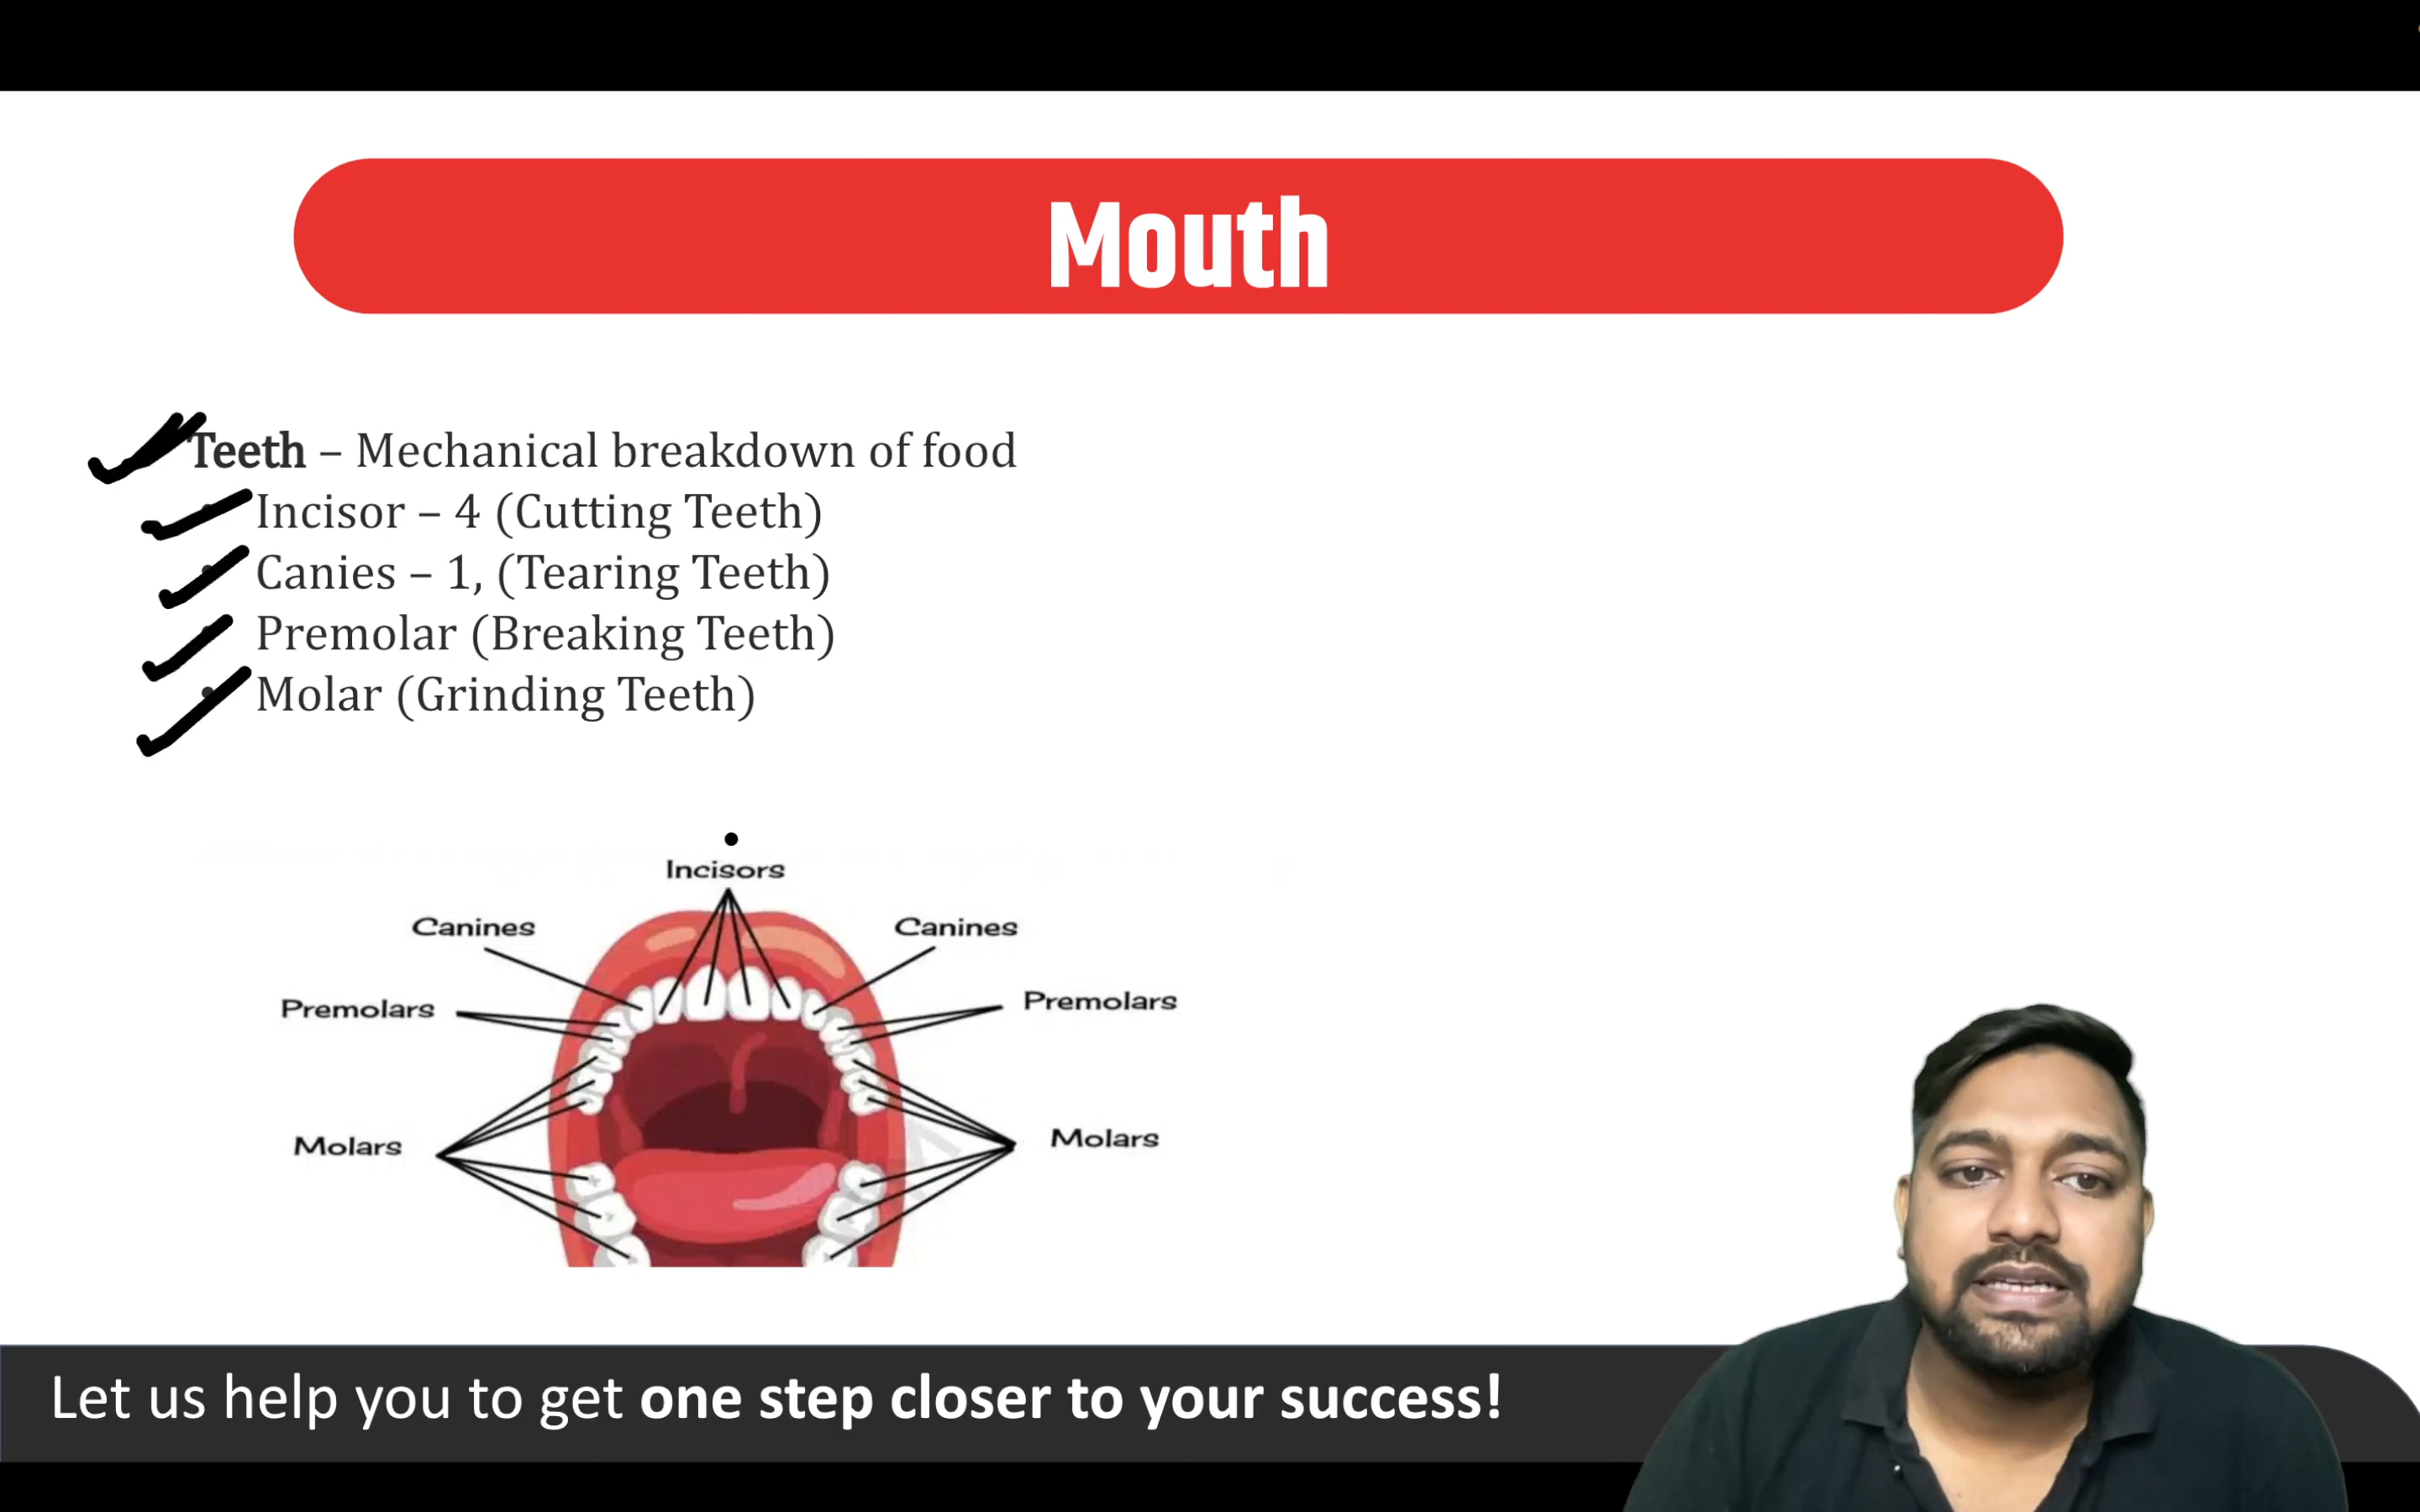 Mouth
Teeth – Mechanical breakdown of food
Incisor – 4 (Cutting Teeth)
Canies – 1, (Tearing Teeth)
Premolar (Breaking Teeth)
Molar (Grinding Teeth)
Incisors
Canines
Canines
Premolars
Premolars
Molars
Molars
Let us help you to get one step closer to your success!